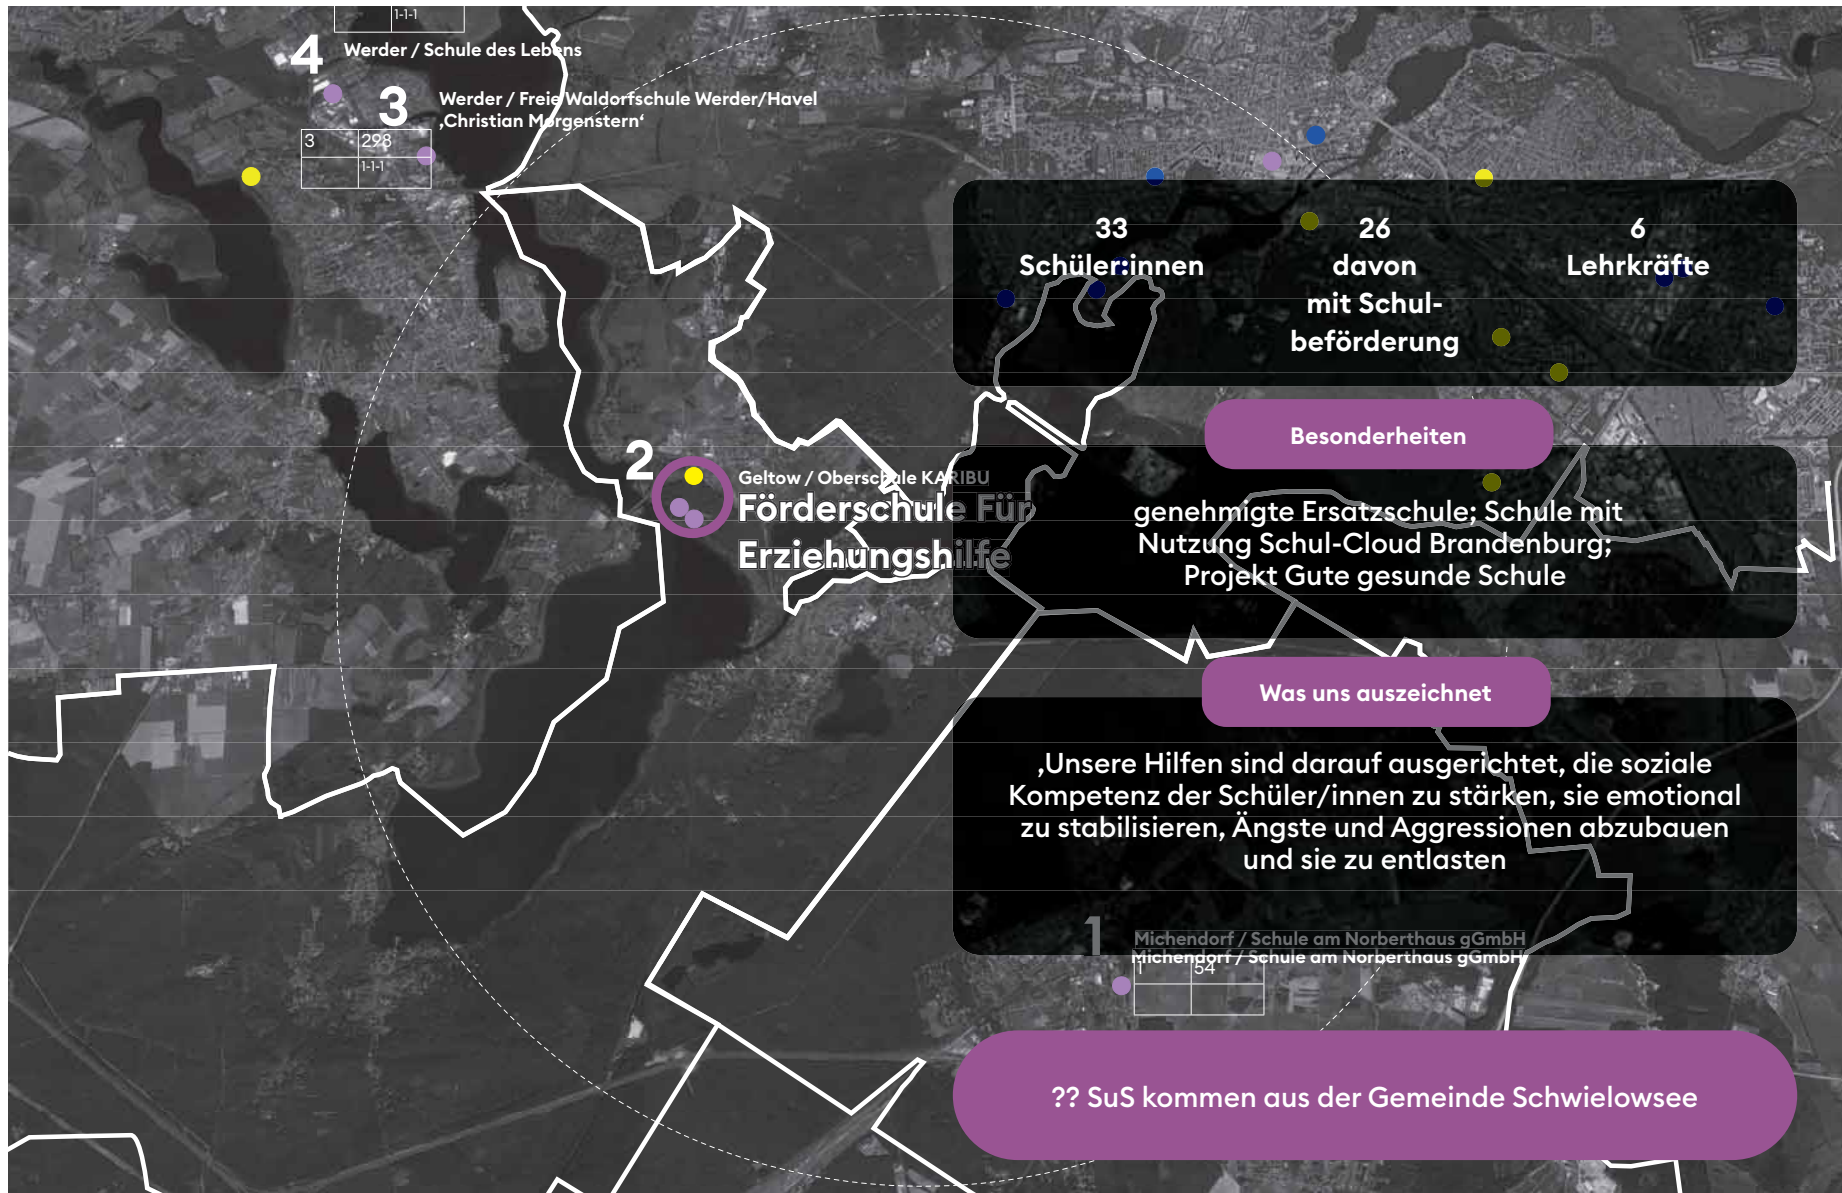 1-1-1
4 Werder / Schule des Lebens
3 Werder / Freie Waldorfschule Werder/Havel
‚Christian Morgenstern‘
3 298
1-1-1
33
Schüler:innen
26
davon
mit Schul-
beförderung
6
Lehrkräfte
2 Geltow / Oberschule KARIBU
Förderschule Für
Erziehungshilfe
Besonderheiten
genehmigte Ersatzschule; Schule mit
Nutzung Schul-Cloud Brandenburg;
Projekt Gute gesunde Schule
Was uns auszeichnet
‚Unsere Hilfen sind darauf ausgerichtet, die soziale
Kompetenz der Schüler/innen zu stärken, sie emotional
zu stabilisieren, Ängste und Aggressionen abzubauen
und sie zu entlasten
1 Michendorf / Schule am Norberthaus gGmbH
Michendorf / Schule am Norberthaus gGmbH
1 54
?? SuS kommen aus der Gemeinde Schwielowsee